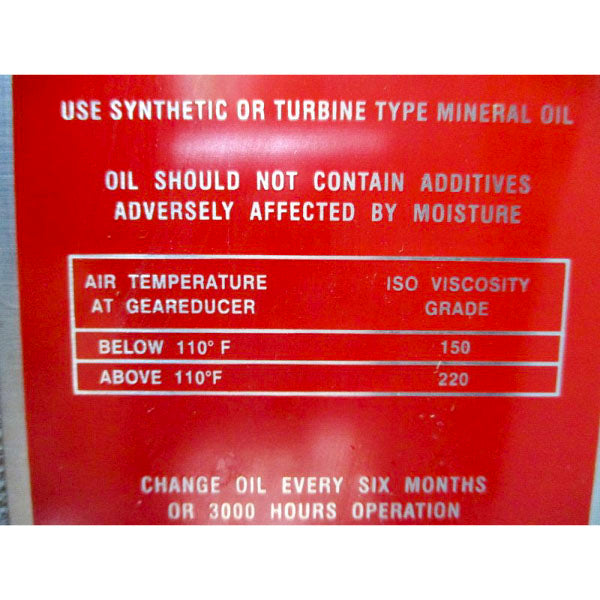 USE SYNTHETIC OR TURBINE TYPE MINERAL OIL
OIL SHOULD NOT CONTAIN ADDITIVES
ADVERSELY AFFECTED BY MOISTURE
AIR TEMPERATURE ISO VISCOSITY
AT GEAREDUCER GRADE
BELOW 110° F 150
ABOVE 110°F 220
CHANGE OIL EVERY SIX MONTHS
OR 3000 HOURS OPERATION